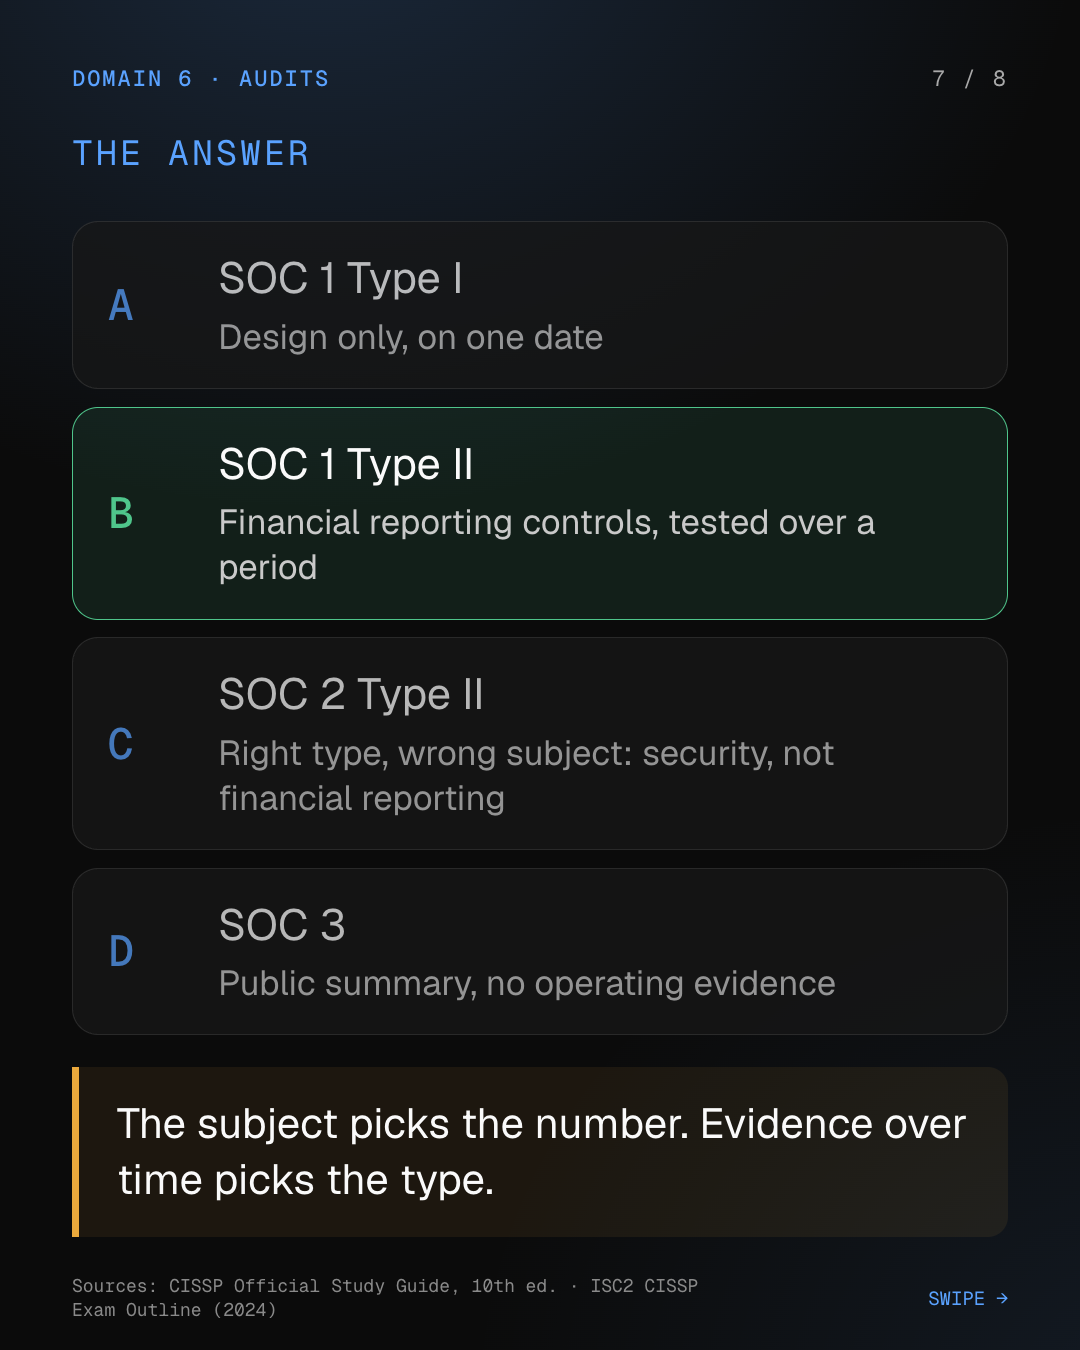 DOMAIN 6 · AUDITS
7 / 8
THE ANSWER
A
SOC 1 Type I
Design only, on one date
B
SOC 1 Type II
Financial reporting controls, tested over a
period
C
SOC 2 Type II
Right type, wrong subject: security, not
financial reporting
D
SOC 3
Public summary, no operating evidence
The subject picks the number. Evidence over
time picks the type.
Sources: CISSP Official Study Guide, 10th ed. · ISC2 CISSP
Exam Outline (2024)
SWIPE →